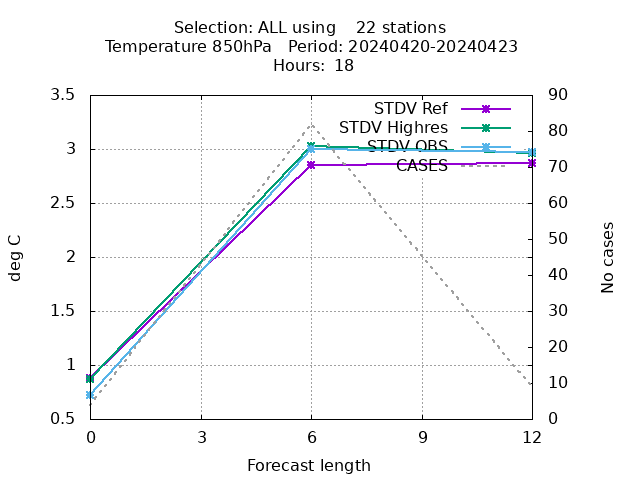 Selection: ALL using    22 stations
Temperature 850hPa   Period: 20240420-20240423
Hours:  18
3.5
3
2.5
2
1.5
1
0.5
deg C
STDV Ref
STDV Highres
STDV OBS
CASES
90
80
70
60
50
40
30
20
10
0
No cases
0
3
6
9
12
Forecast length